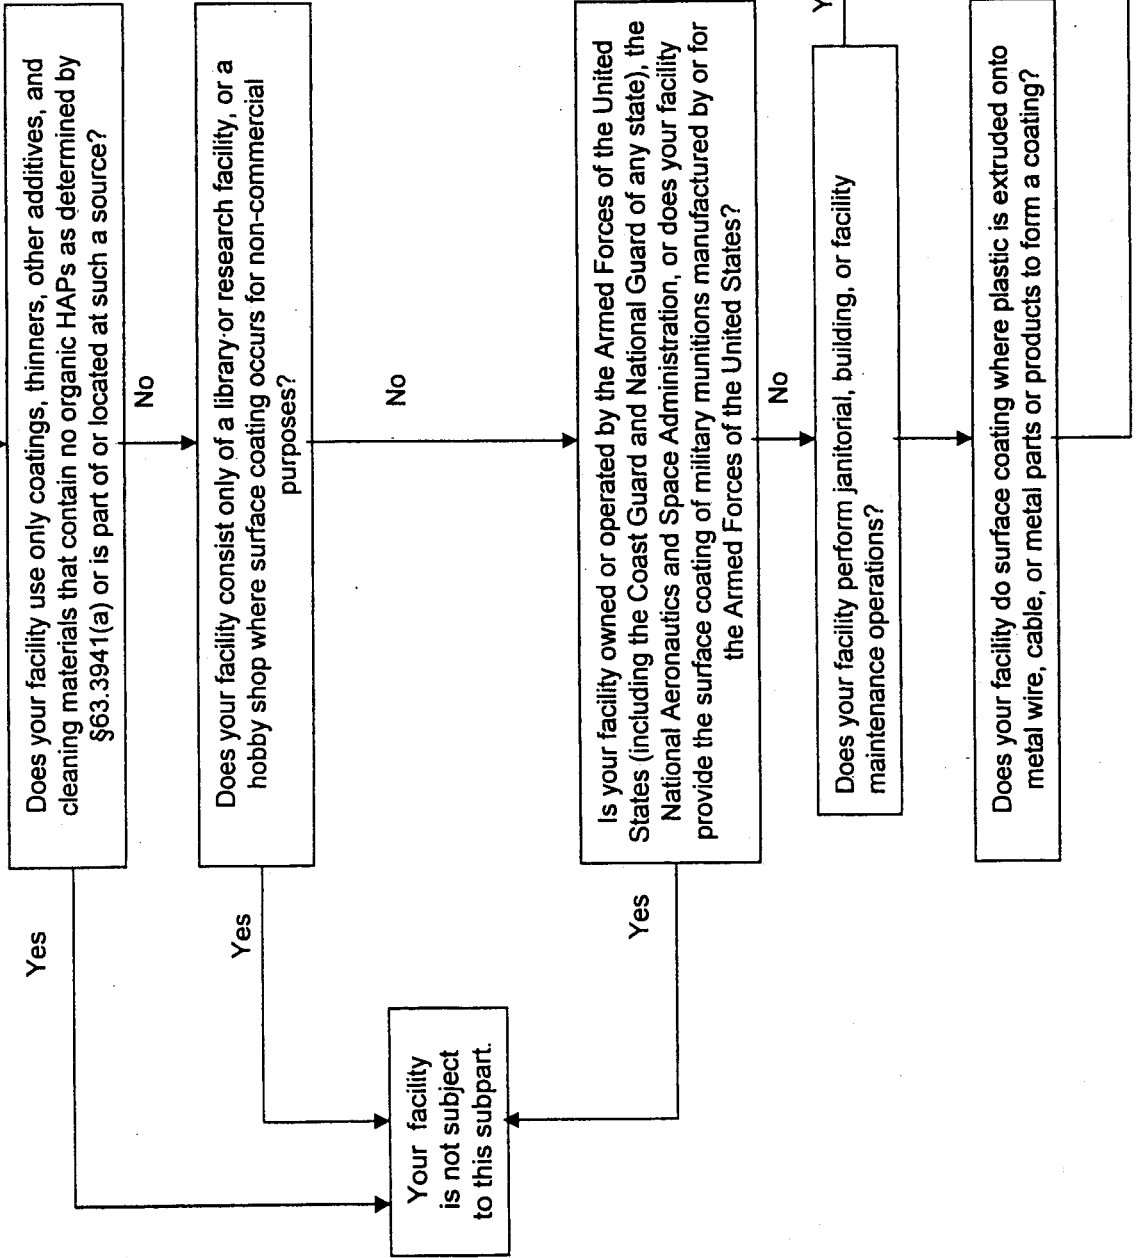 Does your facility use only coatings, thinners, other additives, and
cleaning materials that contain no organic HAPs as determined by
§63.3941(a) or is part of or located at such a source?
Yes
No
Does your facility consist only of a library or research facility, or a
hobby shop where surface coating occurs for non-commercial
purposes?
Yes
No
Your facility
is not subject
to this subpart.
Is your facility owned or operated by the Armed Forces of the United
States (including the Coast Guard and National Guard of any state), the
National Aeronautics and Space Administration, or does your facility
provide the surface coating of military munitions manufactured by or for
the Armed Forces of the United States?
Yes
No
Does your facility perform janitorial, building, or facility
maintenance operations?
Y
Does your facility do surface coating where plastic is extruded onto
metal wire, cable, or metal parts or products to form a coating?